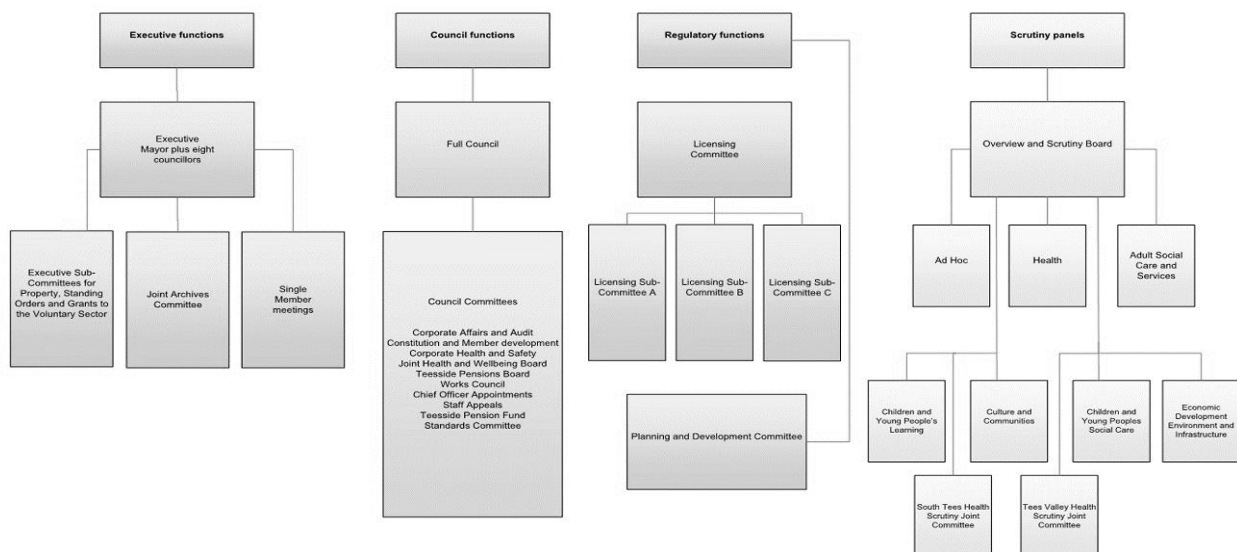 Executive functions
Council functions
Regulatory functions
Scrutiny panels
Executive
Mayor plus eight
councillors
Full Council
Licensing
Committee
Overview and Scrutiny Board
Executive Sub-
Committees for
Property, Standing
Orders and Grants to
the Voluntary Sector
Joint Archives
Committee
Single
Member
meetings
Council Committees
Corporate Affairs and Audit
Constitution and Member development
Corporate Health and Safety
Joint Health and Wellbeing Board
Teesside Pensions Board
Works Council
Chief Officer Appointments
Staff Appeals
Teesside Pension Fund
Standards Committee
Licensing Sub-
Committee A
Licensing Sub-
Committee B
Licensing Sub-
Committee C
Planning and Development Committee
Ad Hoc
Health
Adult Social
Care and
Services
Children and
Young People's
Learning
Culture and
Communities
Children and
Young Peoples
Social Care
Economic
Development
Environment and
Infrastructure
South Tees Health
Scrutiny Joint
Committee
Tees Valley Health
Scrutiny Joint
Committee